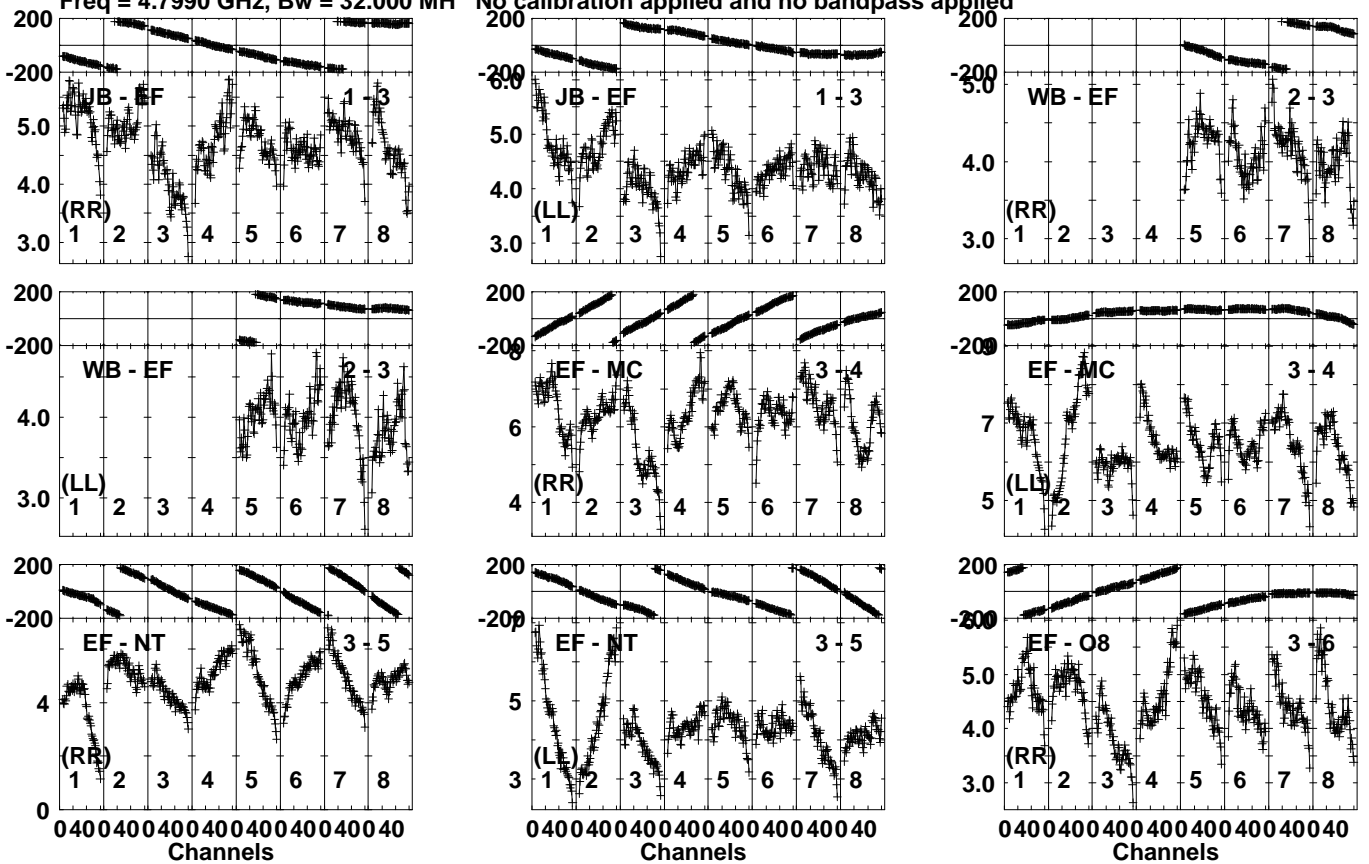 Freq = 4.7990 GHz, Bw = 32.000 MH No calibration applied and no bandpass applied
200 200 200
-200 -200 -200
6.0 5.0
JB - EF 1 - 3 JB - EF 1 - 3 WB - EF 2 - 3
5.0 5.0
4.0 4.0 4.0
(RR) (LL) (RR)
3.0 1 2 3 4 5 6 7 8 3.0 1 2 3 4 5 6 7 8 3.0 1 2 3 4 5 6 7 8
200 200 200
-200 -200 -200
8 9
WB - EF 2 - 3 EF - MC 3 - 4 EF - MC 3 - 4
4.0 6 7
(LL) (RR) (LL)
3.0 1 2 3 4 5 6 7 8 4 1 2 3 4 5 6 7 8 5 1 2 3 4 5 6 7 8
200 200 200
-200 -200 -200
7 6.0
EF - NT 3 - 5 EF - NT 3 - 5 EF - O8 3 - 6
4 5 5.0
4.0
(RR) (LL) (RR)
1 2 3 4 5 6 7 8 3 1 2 3 4 5 6 7 8 3.0 1 2 3 4 5 6 7 8
0
0 40 0 40 0 40 0 40 0 40 0 40 0 40 0 40 0 40 0 40 0 40 0 40 0 40 0 40 0 40 0 40 0 40 0 40 0 40 0 40 0 40 0 40 0 40 0 40
Channels Channels Channels